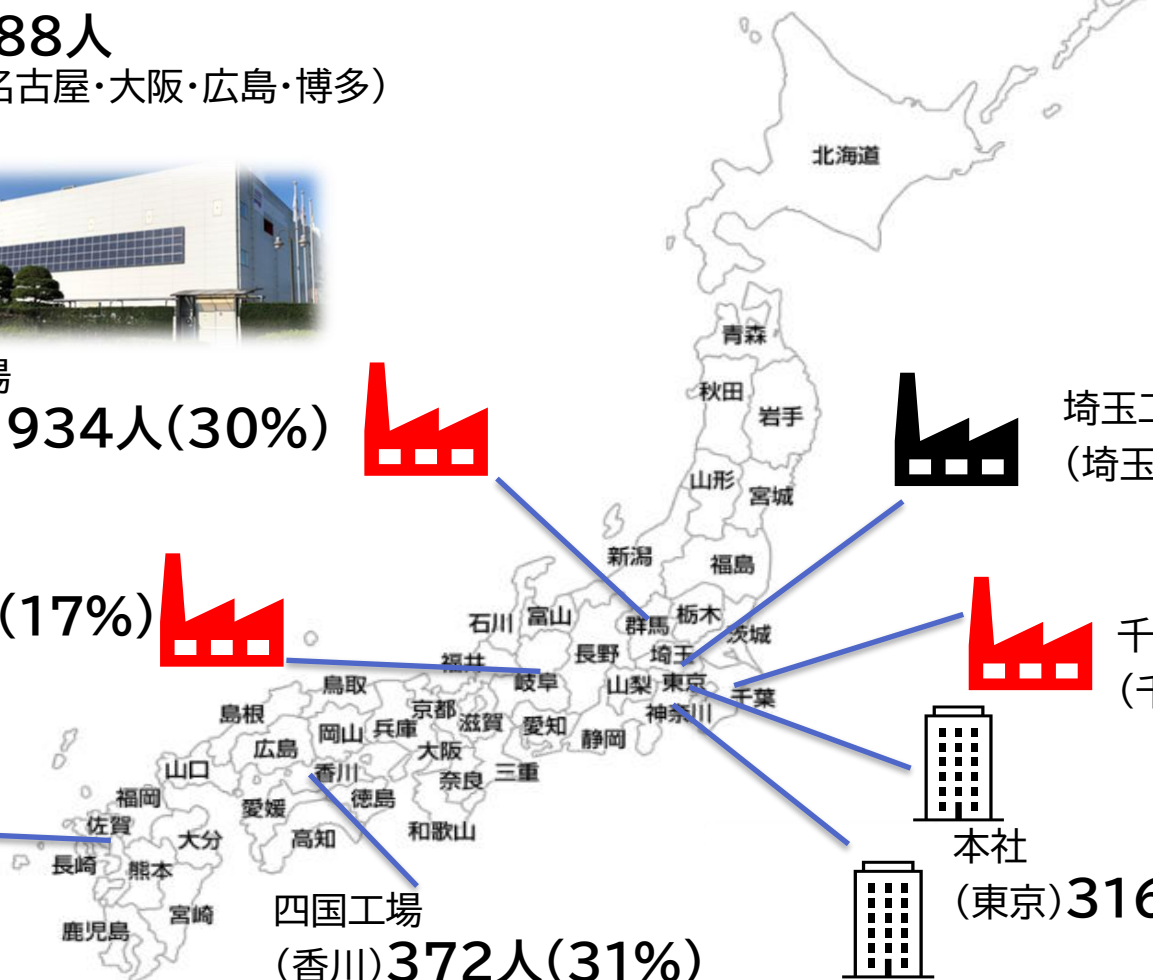 88人
名古屋・大阪・広島・博多）
場
934人(30%)
(17%)
埼玉工
（埼玉
千
（千
本社
（東京）316
四国工場
（香川）372人(31%)
北海道
青森
秋田
岩手
山形
宮城
新潟
福島
石川
富山
群馬
栃木
茨城
長野
埼玉
福井
岐阜
山梨
東京
千葉
神奈川
鳥取
京都
滋賀
愛知
静岡
島根
岡山
兵庫
広島
大阪
奈良
三重
山口
香川
徳島
和歌山
福岡
愛媛
高知
佐賀
大分
長崎
熊本
宮崎
鹿児島